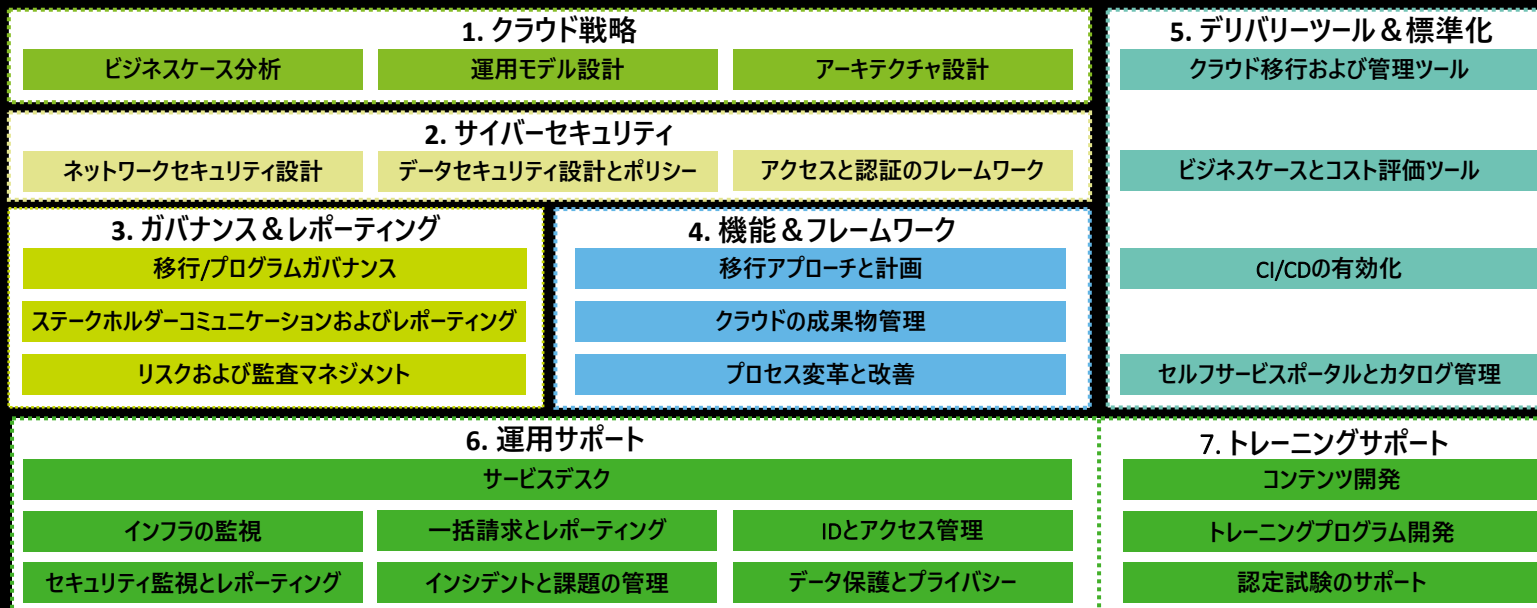 1. クラウド戦略
ビジネスケース分析
運用モデル設計
アーキテクチャ設計
2. サイバーセキュリティ
ネットワークセキュリティ設計
データセキュリティ設計とポリシー
アクセスと認証のフレームワーク
3. ガバナンス＆レポーティング
移行/プログラムガバナンス
ステークホルダーコミュニケーションおよびレポーティング
リスクおよび監査マネジメント
4. 機能＆フレームワーク
移行アプローチと計画
クラウドの成果物管理
プロセス変革と改善
5. デリバリーツール＆標準化
クラウド移行および管理ツール
ビジネスケースとコスト評価ツール
CI/CDの有効化
セルフサービスポータルとカタログ管理
6. 運用サポート
サービスデスク
インフラの監視
一括請求とレポーティング
IDとアクセス管理
セキュリティ監視とレポーティング
インシデントと課題の管理
データ保護とプライバシー
7. トレーニングサポート
コンテンツ開発
トレーニングプログラム開発
認定試験のサポート